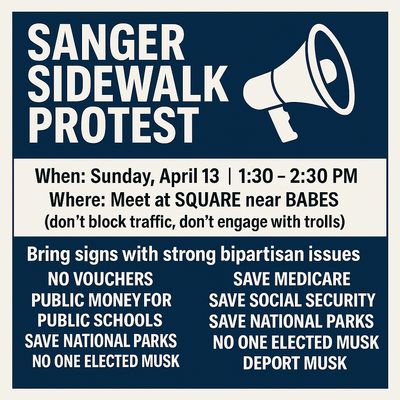 SANGER
SIDEWALK
PROTEST
When: Sunday, April 13 | 1:30 – 2:30 PM
Where: Meet at SQUARE near BABES
(don't block traffic, don't engage with trolls)
Bring signs with strong bipartisan issues
NO VOUCHERS
PUBLIC MONEY FOR
PUBLIC SCHOOLS
SAVE NATIONAL PARKS
NO ONE ELECTED MUSK
SAVE MEDICARE
SAVE SOCIAL SECURITY
SAVE NATIONAL PARKS
NO ONE ELECTED MUSK
DEPORT MUSK